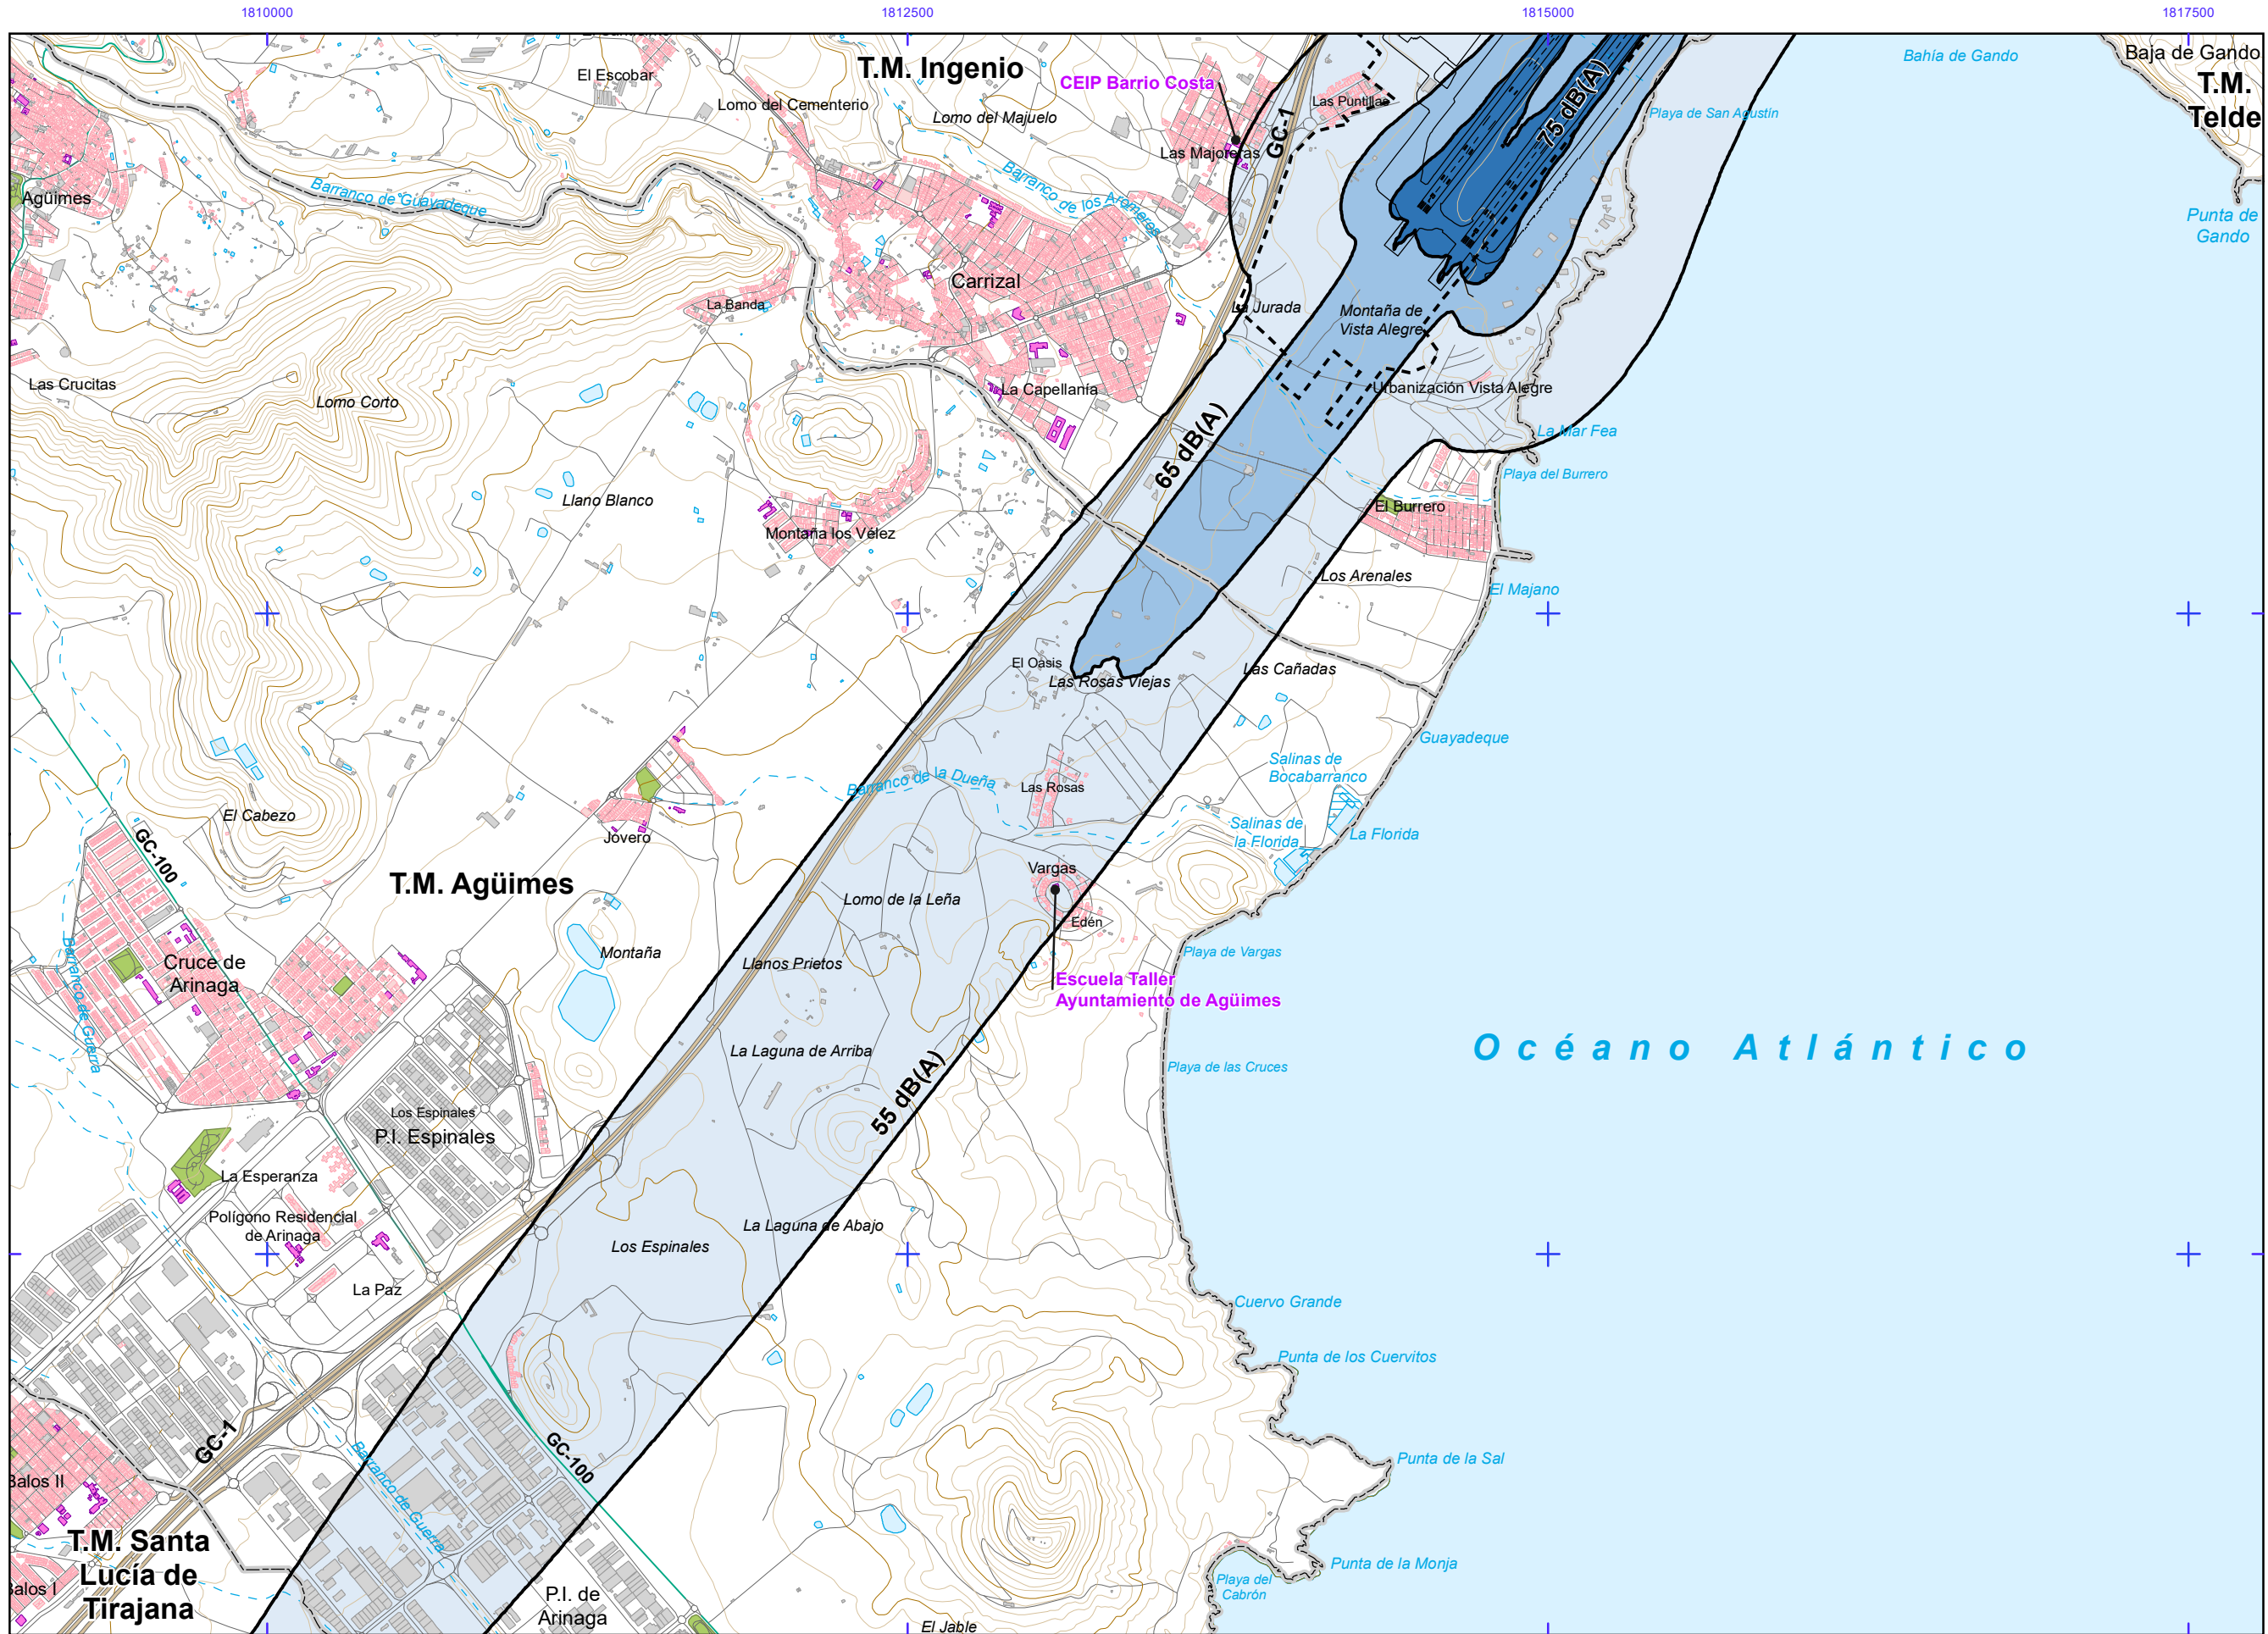 1810000
1812500
1815000
1817500
El Escobar
T.M. Ingenio
CEIP Barrio Costa
Bahía de Gando
Baja de Gando
T.M.
Telde
Lomo del Cementerio
Lomo del Majuelo
Las Puntillas
GC-1
75 dB(A)
Playa de San Agustín
Las Majoreras
Agüimes
Barranco de Guayadeque
Barranco de los Aromeros
Punta de
Gando
Carrizal
La Banda
La Jurada
Montaña de
Vista Alegre
Las Crucitas
Lomo Corto
La Capellanía
Urbanización Vista Alegre
La Mar Fea
65 dB(A)
Playa del Burrero
Llano Blanco
El Burrero
Montaña los Vélez
Los Arenales
El Majano
El Oasis
Las Rosas Viejas
Las Cañadas
Guayadeque
Salinas de
Bocabarranco
Barranco de la Dueña
Las Rosas
El Cabezo
Salinas de
la Florida
La Florida
Jovero
GC-100
Vargas
T.M. Agüimes
Lomo de la Leña
Edén
Barranco de Guerra
Montaña
Playa de Vargas
Cruce de
Arinaga
Llanos Prietos
Escuela Taller
Ayuntamiento de Agüimes
Océano Atlántico
La Laguna de Arriba
Playa de las Cruces
55 dB(A)
Los Espinales
P.I. Espinales
La Esperanza
Polígono Residencial
de Arinaga
La Laguna de Abajo
Los Espinales
La Paz
Cuervo Grande
Punta de los Cuervitos
GC-1
GC-100
Punta de la Sal
Balos II
Barranco de Guerra
T.M. Santa
Lucía de
Tirajana
Balos I
Punta de la Monja
Playa del
Cabrón
P.I. de
Arinaga
El Jable